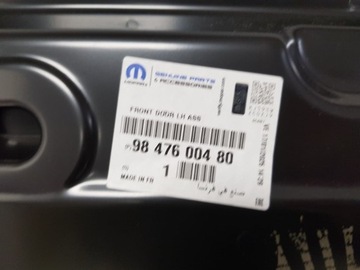 mopar
GENUINE PARTS
& ACCESSORIES
FRONT DOOR LH ASS
98 476 004 80
1
MADE IN FR
صنع في فرنسا